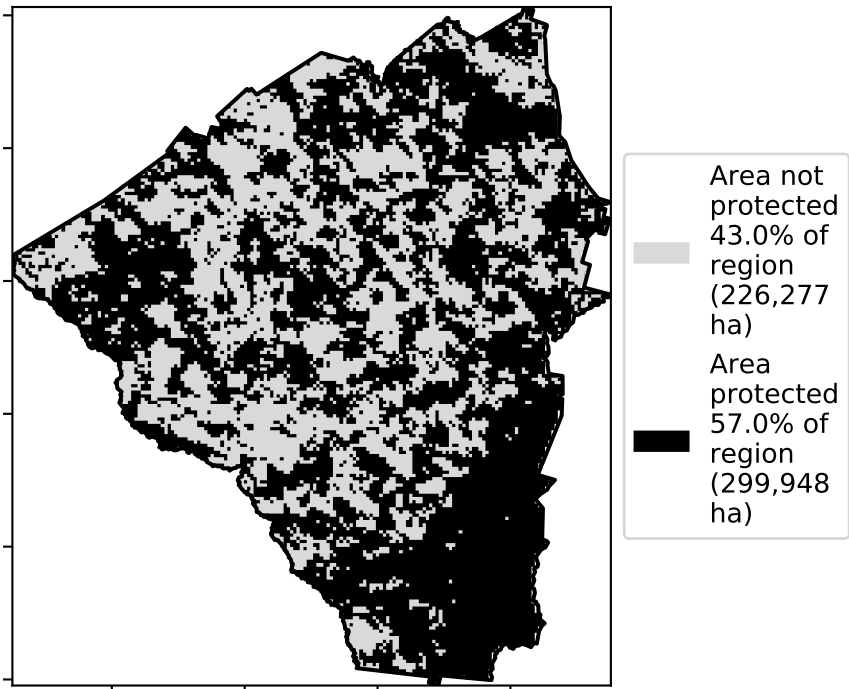 Area not
protected
43.0% of
region
(226,277
ha)
Area
protected
57.0% of
region
(299,948
ha)